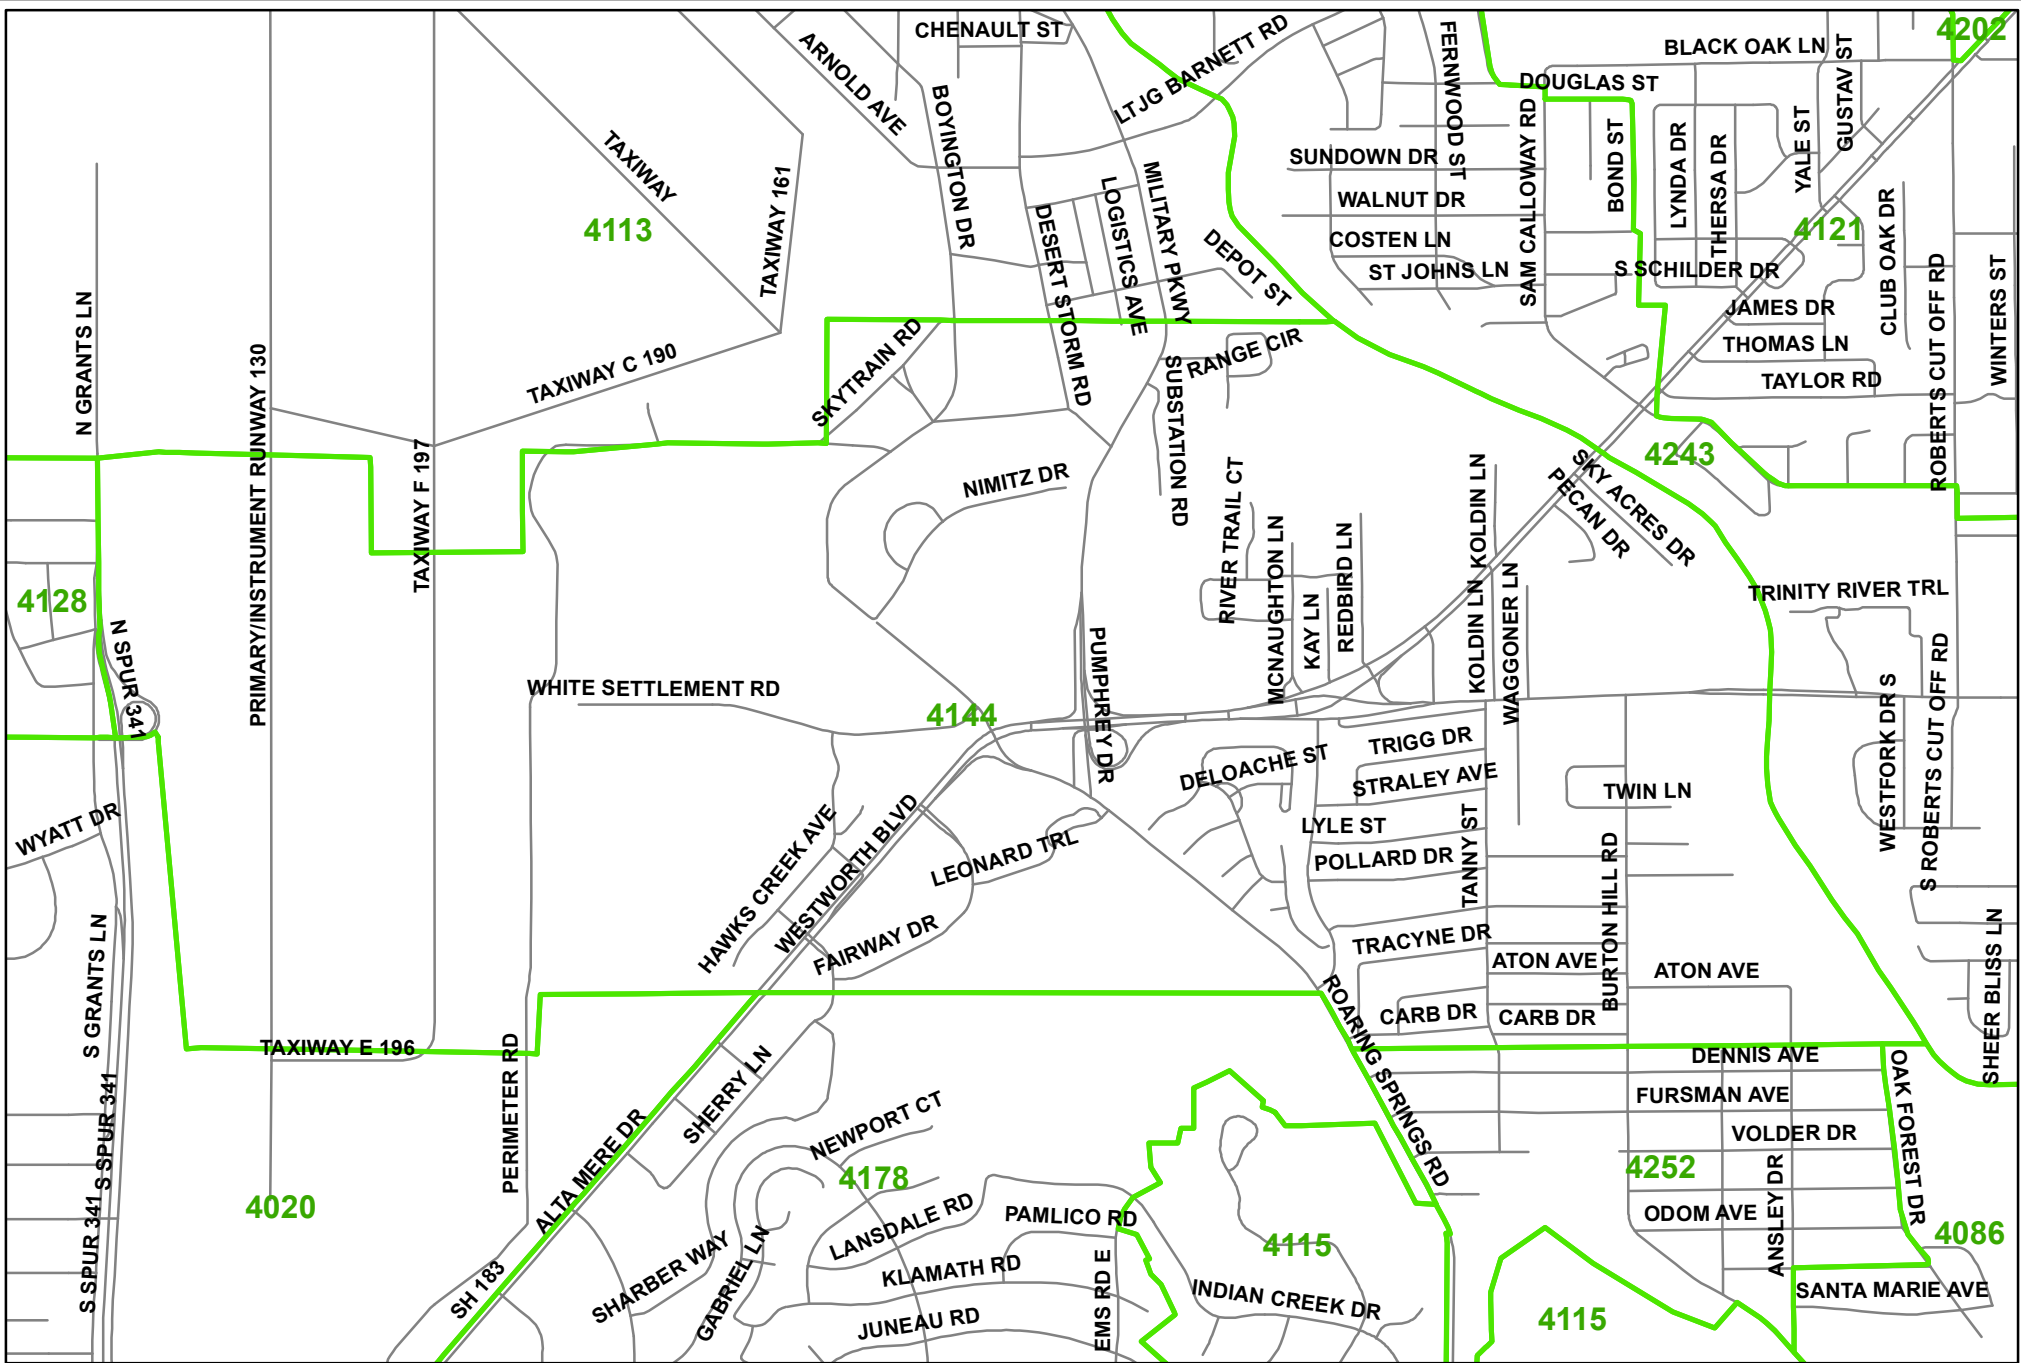 4202
CHENAULT ST
ARNOLD AVE
LTJG BARNETT RD
FERNWOOD ST
BLACK OAK LN
GUSTAV ST
DOUGLAS ST
BOYINGTON DR
TAXIWAY
TAXIWAY 161
SAM CALLOWAY RD
BOND ST
LYNDA DR
THERSA DR
YALE ST
SUNDOWN DR
WALNUT DR
COSTEN LN
ST JOHNS LN
4113
DESERT STORM RD
LOGISTICS AVE
MILITARY PKWY
DEPOT ST
4121
CLUB OAK DR
S SCHILDER DR
JAMES DR
THOMAS LN
TAYLOR RD
ROBERTS CUT OFF RD
WINTERS ST
N GRANTS LN
PRIMARY/INSTRUMENT RUNWAY 130
TAXIWAY C 190
SKYTRAIN RD
RANGE CIR
SUBSTATION RD
TAXIWAY F 197
NIMITZ DR
4243
SKY ACRES DR
PECAN DR
RIVER TRAIL CT
MCNAUGHTON LN
KAY LN
REDBIRD LN
KOLDIN LN
KOLDIN LN
WAGGONER LN
TRINITY RIVER TRL
4128
N SPUR 341
WHITE SETTLEMENT RD
4144
PUMPHREY DR
WESTFORK DR S
S ROBERTS CUT OFF RD
TRIGG DR
DELOACHE ST
STRALEY AVE
TWIN LN
LYLE ST
POLLARD DR
TANNY ST
BURTON HILL RD
WYATT DR
HAWKS CREEK AVE
WESTWORTH BLVD
LEONARD TRL
FAIRWAY DR
TRACYNE DR
ATON AVE
ATON AVE
S GRANTS LN
SHEER BLISS LN
CARB DR
CARB DR
ROARING SPRINGS RD
TAXIWAY E 196
PERIMETER RD
DENNIS AVE
SHERRY LN
FURSMAN AVE
OAK FOREST DR
S SPUR 341
ALTA MERE DR
NEWPORT CT
VOLDER DR
4178
4252
ANSLEY DR
4020
LANSDALE RD
PAMLICO RD
ODOM AVE
4115
4086
S SPUR 341
SHARBER WAY
GABRIEL LN
KLAMATH RD
EMS RD E
INDIAN CREEK DR
SANTA MARIE AVE
SH 183
JUNEAU RD
4115